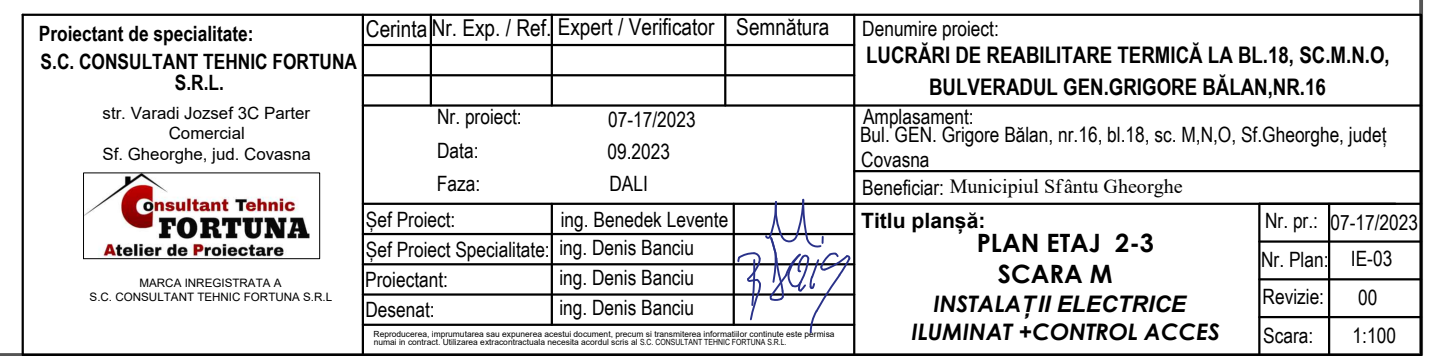 Proiectant de specialitate:
S.C. CONSULTANT TEHNIC FORTUNA
S.R.L.
str. Varadi Jozsef 3C Parter
Comercial
Sf. Gheorghe, jud. Covasna
Consultant Tehnic
FORTUNA
Atelier de Proiectare
MARCA INREGISTRATA A
S.C. CONSULTANT TEHNIC FORTUNA S.R.L
Cerinta Nr. Exp. / Ref. Expert / Verificator Semnătura
Nr. proiect: 07-17/2023
Data: 09.2023
Faza: DALI
Șef Proiect: ing. Benedek Levente
Șef Proiect Specialitate: ing. Denis Banciu
Proiectant: ing. Denis Banciu
Desenat: ing. Denis Banciu
Reproducerea, imprumutarea sau expunerea acestui document, precum si transmiterea informatiilor continute este permisa
numai in contract. Utilizarea extracontractuala necesita acordul scris al S.C. CONSULTANT TEHNIC FORTUNA S.R.L.
Denumire proiect:
LUCRĂRI DE REABILITARE TERMICĂ LA BL.18, SC.M.N.O,
BULVERADUL GEN.GRIGORE BĂLAN,NR.16
Amplasament:
Bul. GEN. Grigore Bălan, nr.16, bl.18, sc. M,N,O, Sf.Gheorghe, județ
Covasna
Beneficiar: Municipiul Sfântu Gheorghe
Titlu planșă:
PLAN ETAJ 2-3
SCARA M
INSTALAȚII ELECTRICE
ILUMINAT +CONTROL ACCES
Nr. pr.: 07-17/2023
Nr. Plan: IE-03
Revizie: 00
Scara: 1:100